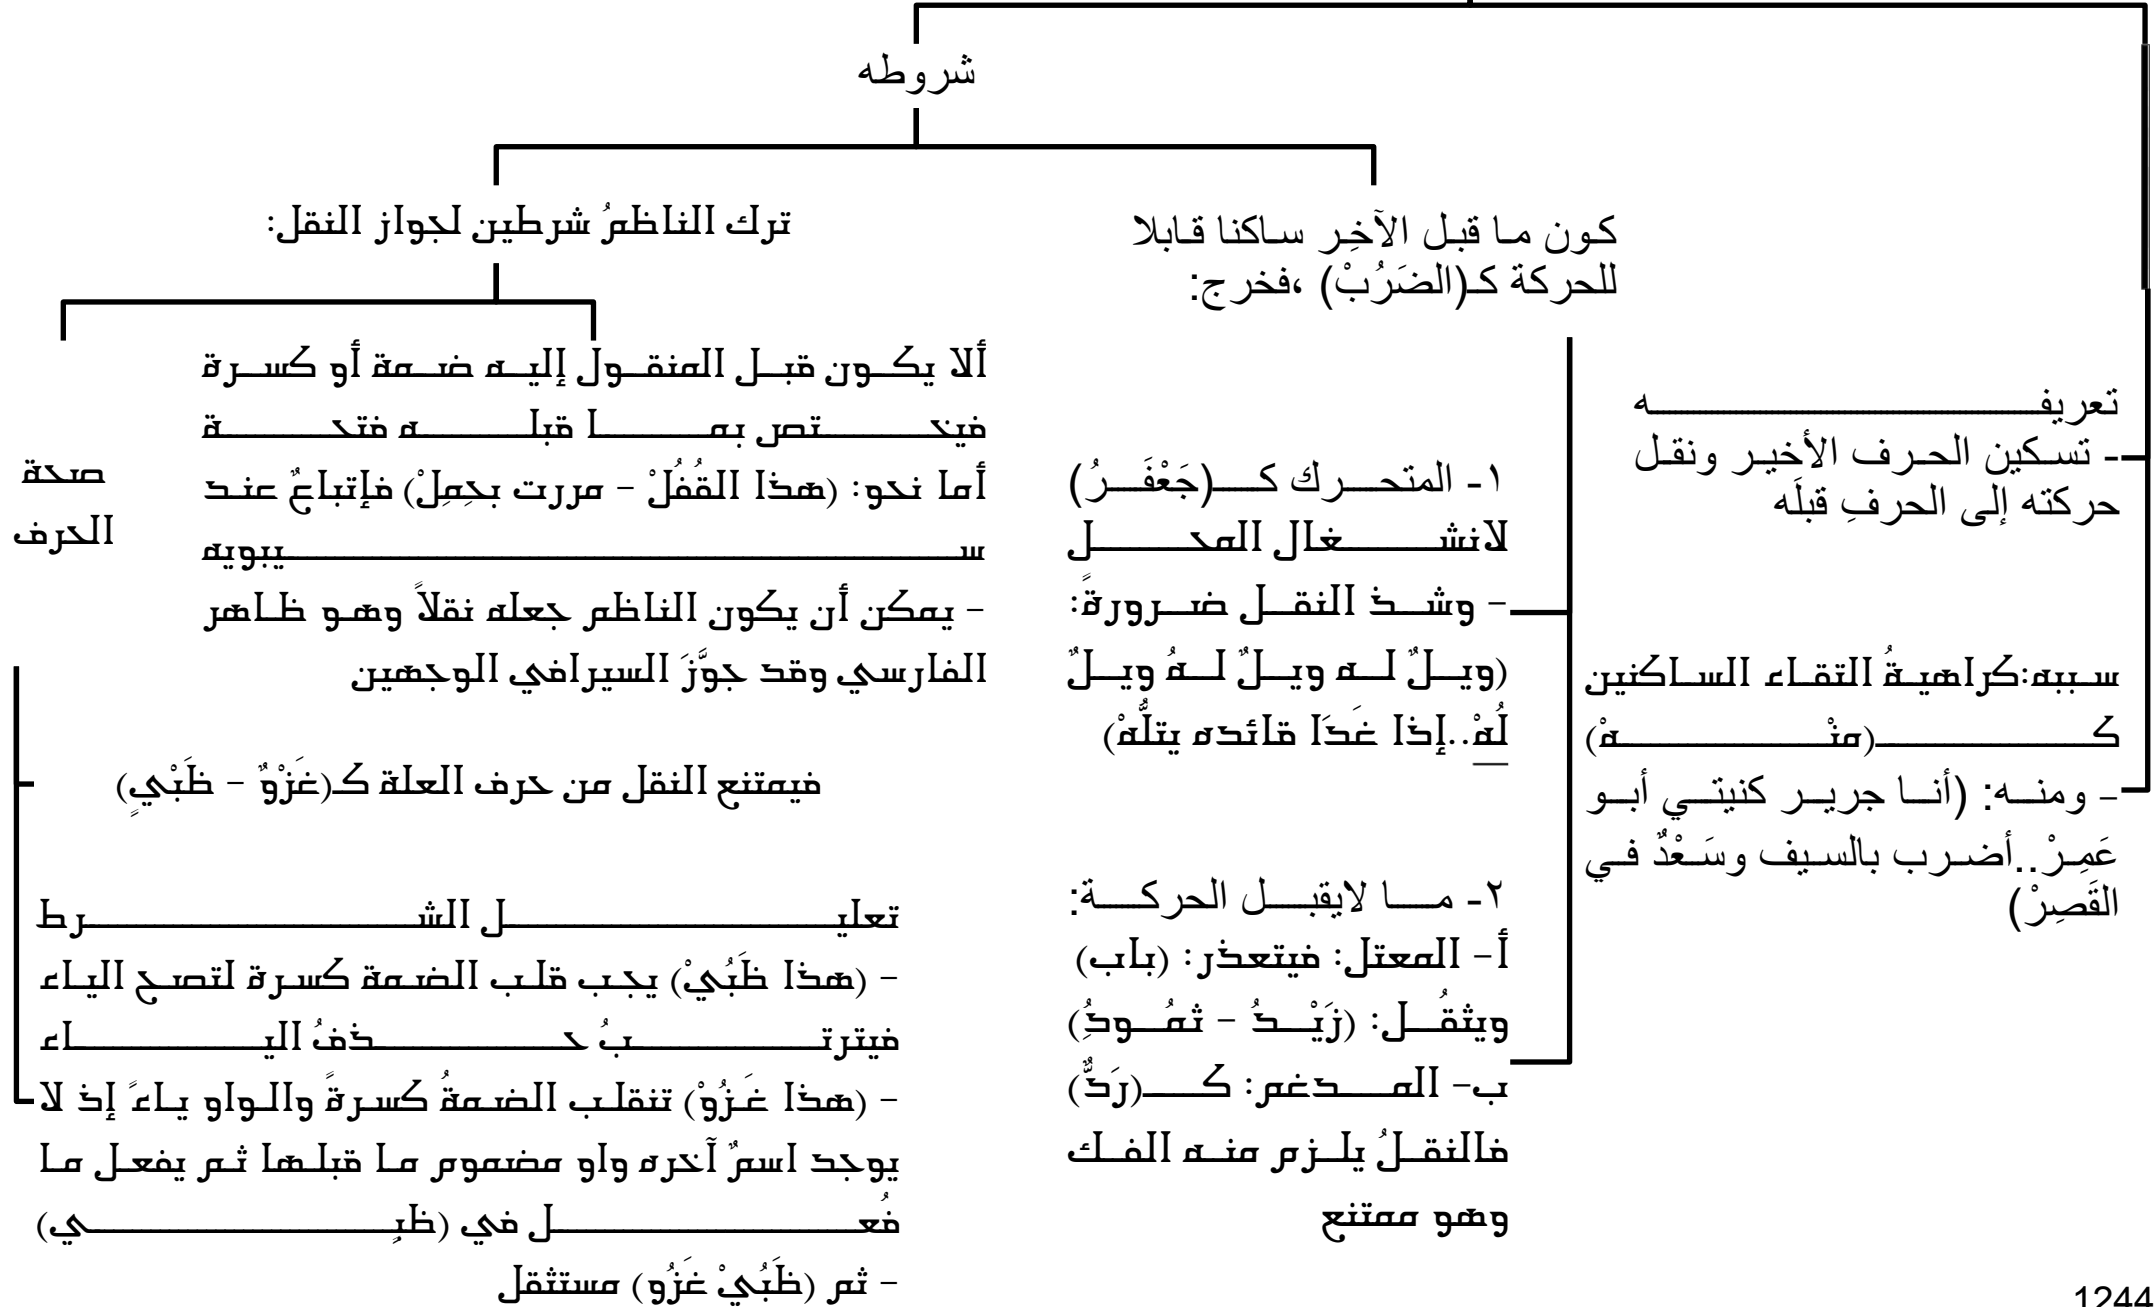 شروطه
كون ما قبل الآخِر ساكنا قابلا
للحركة كـ(الضَرُبْ) ،فخرج:
تعريفه
- تسكين الحرف الأخير ونقل
حركته إلى الحرفِ قبلَه
سببه:كراهيةُ التقاء الساكنين
كـ(منْهْ)
- ومنه: (أنا جرير كنيتي أبو
عَمِرْ..أضرب بالسيف وسَعْدٌ في
القَصِرْ)
١- المتحرك كـ(جَعْفَرُ)
لانشغال المحل
- وشذ النقل ضرورةً:
(ويلٌ له ويلٌ لهُ ويلٌ
لُهْ..إذا غَدَا قائده يتلُّهْ)
٢- ما لايقبل الحركة:
أ- المعتل: فيتعذر: (باب)
ويثقُل: (زَيْدُ - ثمُودُِ)
ب- المدغم: كـ(رَدٌّ)
فالنقلُ يلزم منه الفك
وهو ممتنع
ترك الناظمُ شرطين لجواز النقل:
ألا يكون قبل المنقول إليه ضمة أو كسرة
فيختص بما قبله فتحة
أما نحو: (هذا القُفُلْ - مررت بحِمِلْ) فإتباعٌ عند
سيبويه
- يمكن أن يكون الناظم جعله نقلاً وهو ظاهر
الفارسي وقد جوَّزَ السيرافي الوجهين
صحة
الحرف
فيمتنع النقل من حرف العلة كـ(غَزْوٌ - ظَبْيٍ)
تعليل الشرط
- (هذا ظَبُيْ) يجب قلب الضمة كسرة لتصح الياء
فيترتبُ حذفُ الياء
- (هذا غَزُوْ) تنقلب الضمةُ كسرةً والواو ياءً إذ لا
يوجد اسمٌ آخره واو مضموم ما قبلها ثم يفعل ما
فُعل في (ظبِي)
- ثم (ظَبُيْ غَزُو) مستثقل
1244